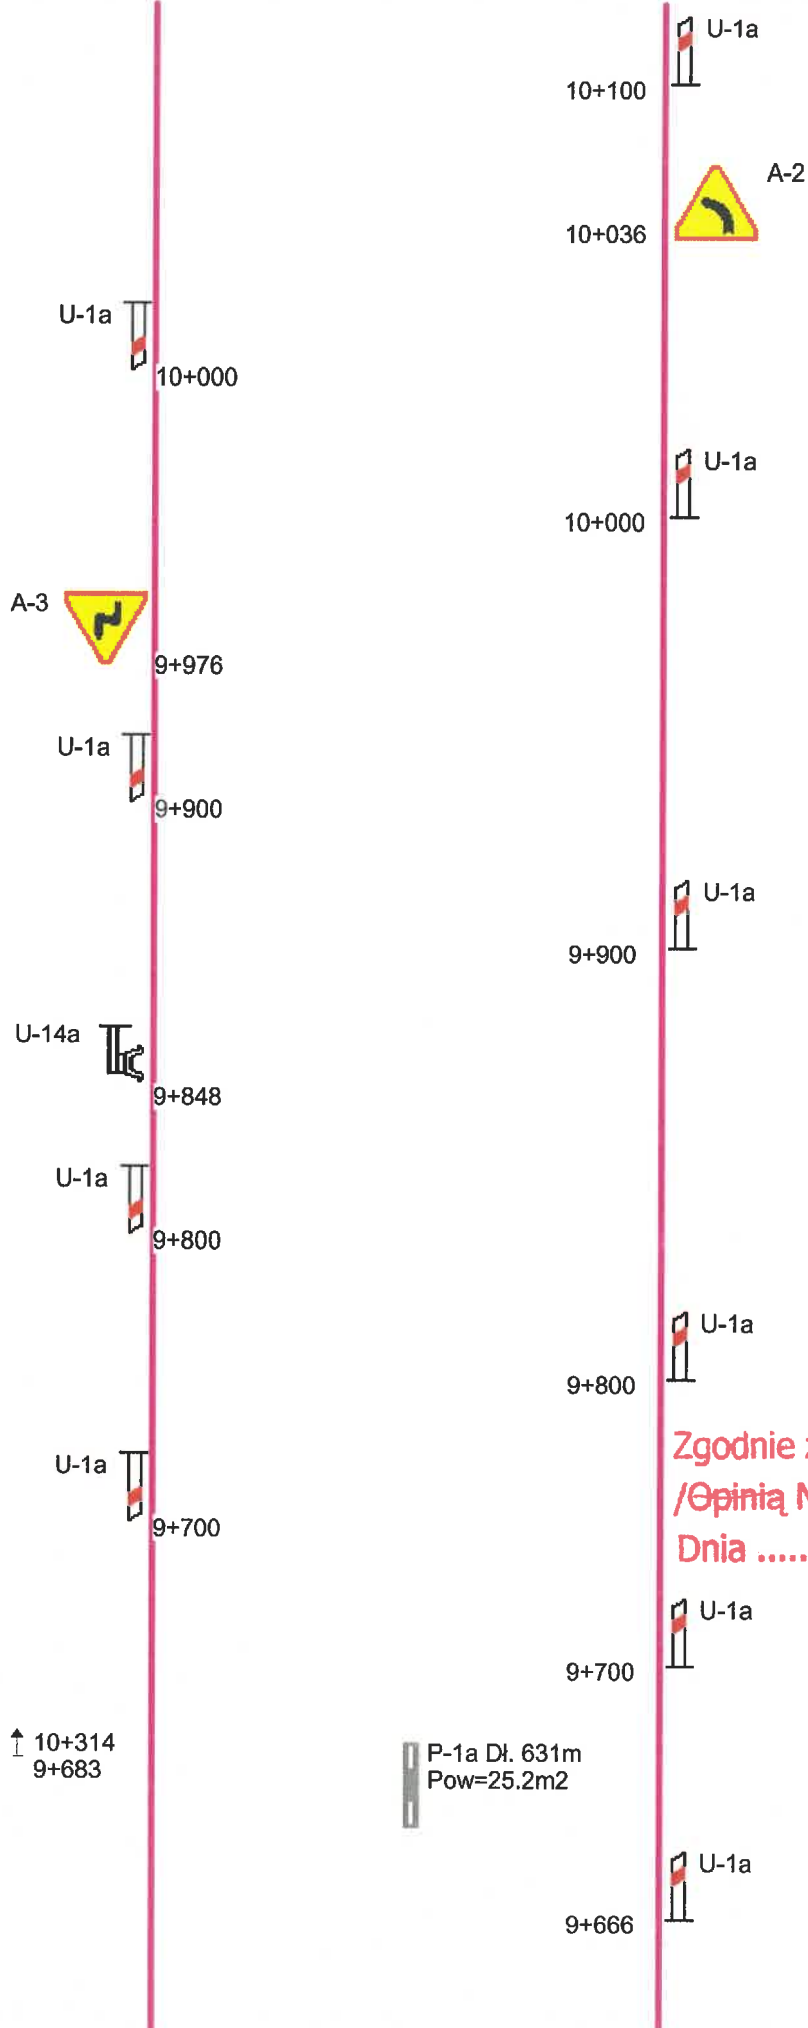 U-1a
10+100
A-2
10+036
U-1a
10+000
U-1a
10+000
A-3
9+976
U-1a
9+900
U-1a
9+900
U-14a
9+848
U-1a
9+800
U-1a
9+800
Zgodnie z
/Opinią N
Dnia .....
U-1a
9+700
U-1a
9+700
10+314
9+683
P-1a Dł. 631m
Pow=25.2m2
U-1a
9+666